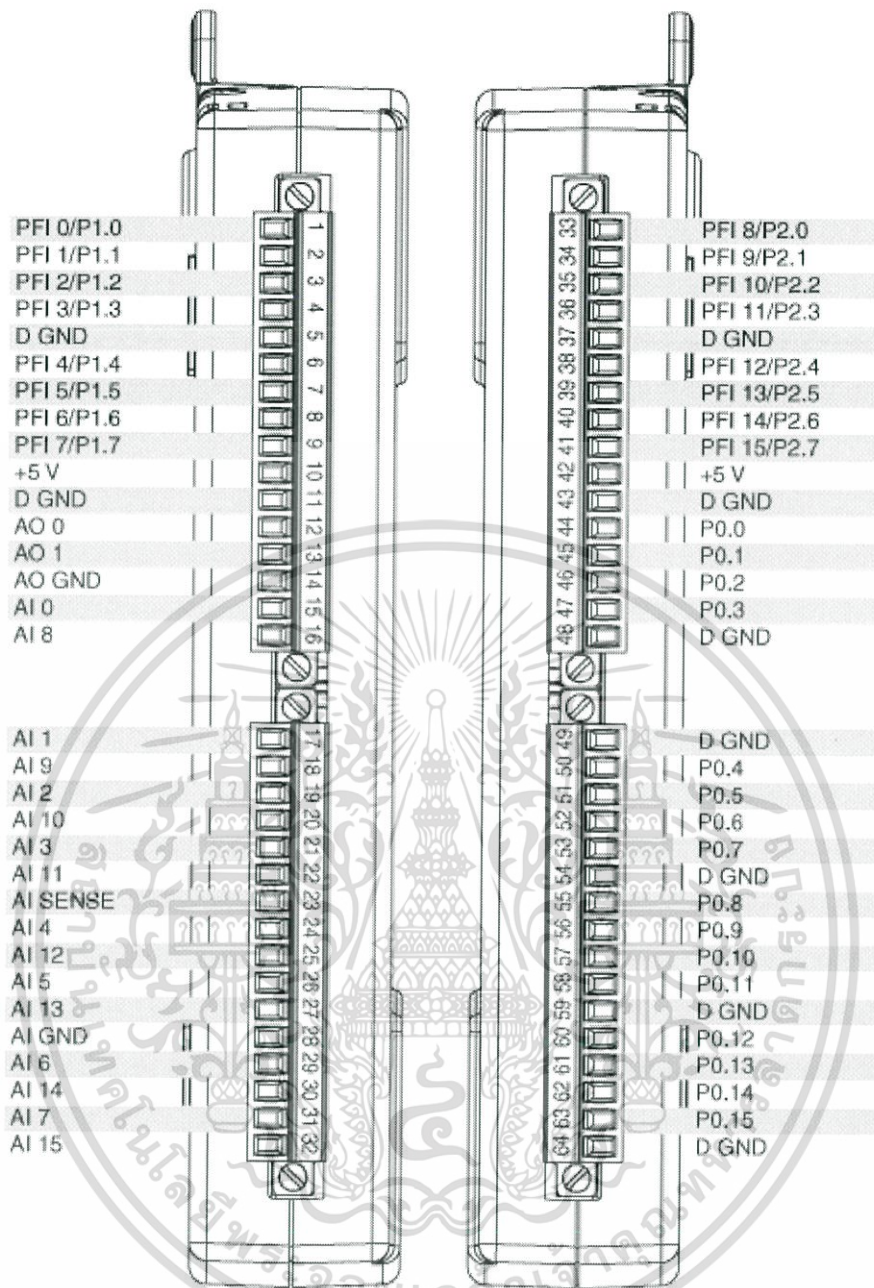 PFI 0/P1.0 1
PFI 1/P1.1 2
PFI 2/P1.2 3
PFI 3/P1.3 4
D GND 5
PFI 4/P1.4 6
PFI 5/P1.5 7
PFI 6/P1.6 8
PFI 7/P1.7 9
+5 V 10
D GND 11
AO 0 12
AO 1 13
AO GND 14
AI 0 15
AI 8 16
AI 1 17
AI 9 18
AI 2 19
AI 10 20
AI 3 21
AI 11 22
AI SENSE 23
AI 4 24
AI 12 25
AI 5 26
AI 13 27
AI GND 28
AI 6 29
AI 14 30
AI 7 31
AI 15 32
33 PFI 8/P2.0
34 PFI 9/P2.1
35 PFI 10/P2.2
36 PFI 11/P2.3
37 D GND
38 PFI 12/P2.4
39 PFI 13/P2.5
40 PFI 14/P2.6
41 PFI 15/P2.7
42 +5 V
43 D GND
44 P0.0
45 P0.1
46 P0.2
47 P0.3
48 D GND
49 D GND
50 P0.4
51 P0.5
52 P0.6
53 P0.7
54 D GND
55 P0.8
56 P0.9
57 P0.10
58 P0.11
59 D GND
60 P0.12
61 P0.13
62 P0.14
63 P0.15
64 D GND